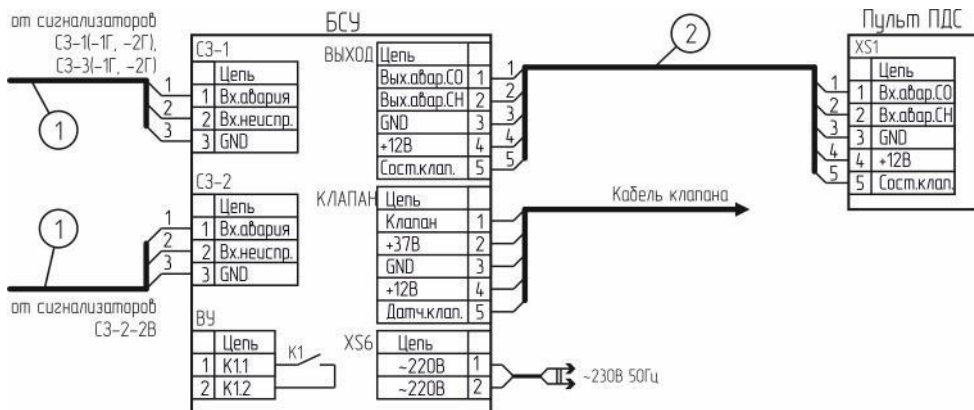 от сигнализаторов
СЗ-1(-1Г, -2Г),
СЗ-3(-1Г, -2Г)
1
2
3
1
БСУ
СЗ-1
Цепь
1 Вх.авария
2 Вх.неиспр.
3 GND
ВЫХОД
Цепь
Вых.авар.СО 1
Вых.авар.СН 2
GND 3
+12В 4
Сост.клап. 5
1
2
3
4
5
2
Пульт ПДС
XS1
Цепь
1 Вх.авар.СО
2 Вх.авар.СН
3 GND
4 +12В
5 Сост.клап.
1
2
3
4
5
СЗ-2
Цепь
1 Вх.авария
2 Вх.неиспр.
3 GND
1
2
3
1
от сигнализаторов
СЗ-2-2В
КЛАПАН
Цепь
Клапан 1
+37В 2
GND 3
+12В 4
Датч.клап. 5
Кабель клапана
ВУ
Цепь
1 К1.1
2 К1.2
К1
XS6
Цепь
~220В 1
~220В 2
~230В 50Гц